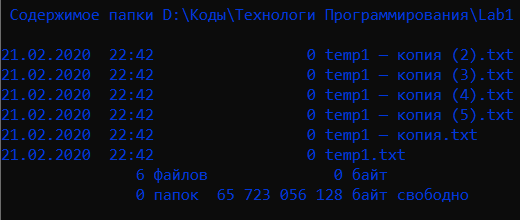 Содержимое папки D:\Коды\Технологи Программирования\Lab1
21.02.2020 22:42 0 temp1 — копия (2).txt
21.02.2020 22:42 0 temp1 — копия (3).txt
21.02.2020 22:42 0 temp1 — копия (4).txt
21.02.2020 22:42 0 temp1 — копия (5).txt
21.02.2020 22:42 0 temp1 — копия.txt
21.02.2020 22:42 0 temp1.txt
6 файлов 0 байт
0 папок 65 723 056 128 байт свободно